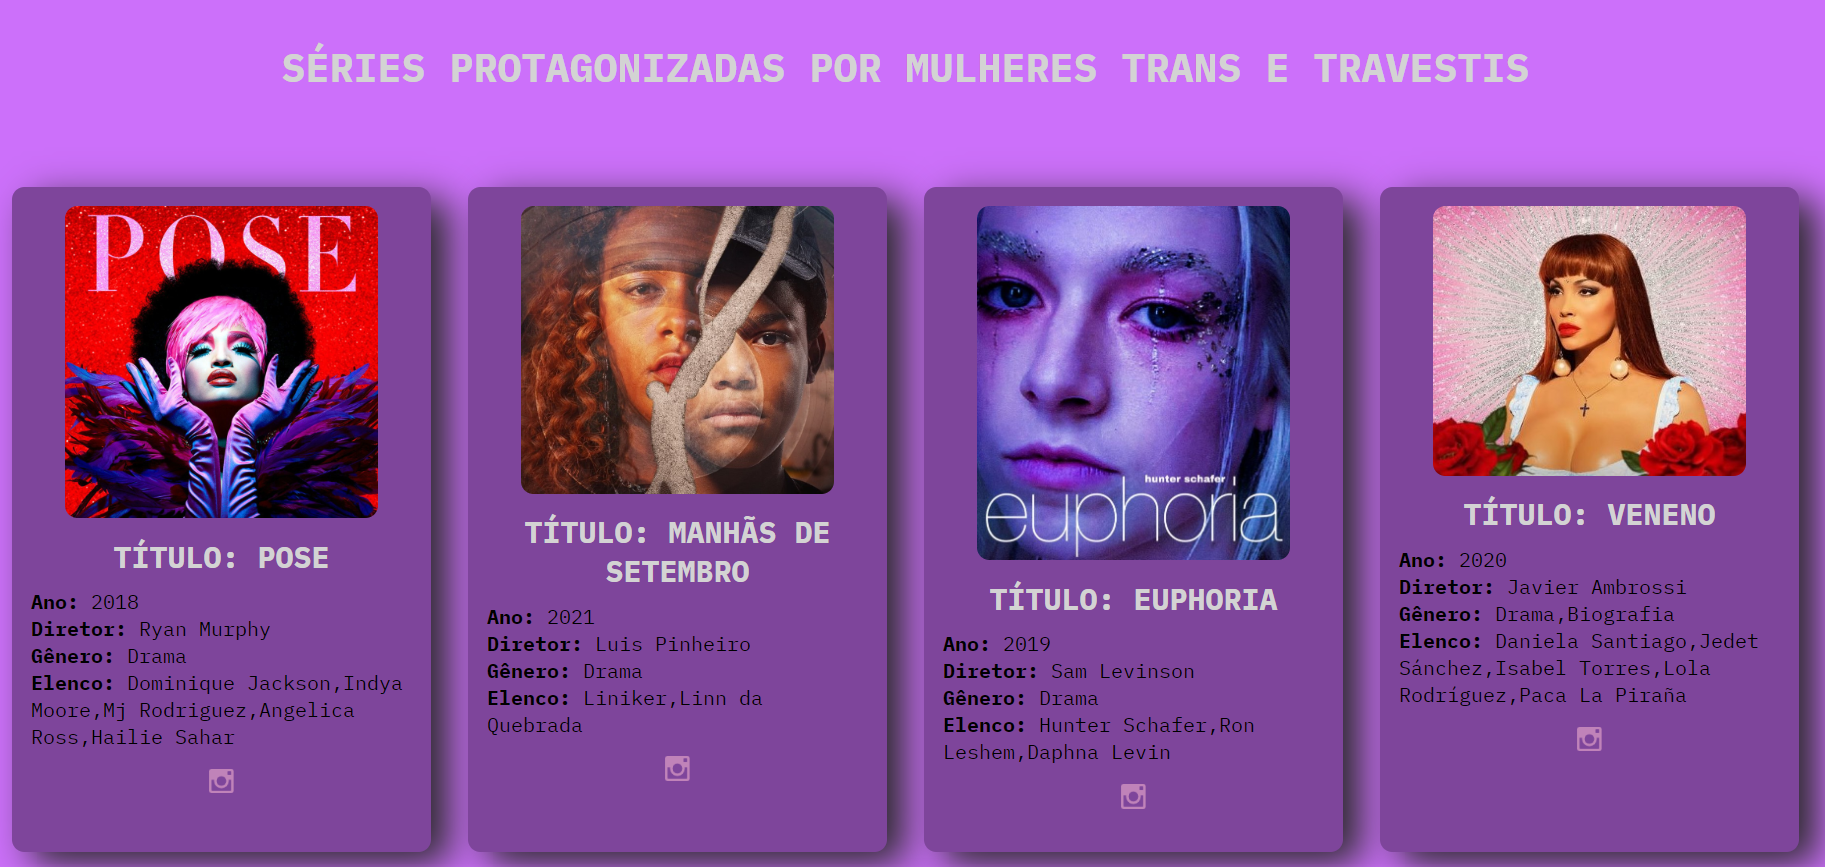 SÉRIES PROTAGONIZADAS POR MULHERES TRANS E TRAVESTIS
POSE
TÍTULO: POSE
Ano: 2018
Diretor: Ryan Murphy
Gênero: Drama
Elenco: Dominique Jackson,Indya
Moore,Mj Rodriguez,Angelica
Ross,Hailie Sahar
TÍTULO: MANHÃS DE
SETEMBRO
Ano: 2021
Diretor: Luis Pinheiro
Gênero: Drama
Elenco: Liniker,Linn da
Quebrada
hunter schafer
euphoria
TÍTULO: EUPHORIA
Ano: 2019
Diretor: Sam Levinson
Gênero: Drama
Elenco: Hunter Schafer,Ron
Leshem,Daphna Levin
TÍTULO: VENENO
Ano: 2020
Diretor: Javier Ambrossi
Gênero: Drama,Biografia
Elenco: Daniela Santiago,Jedet
Sánchez,Isabel Torres,Lola
Rodríguez,Paca La Piraña